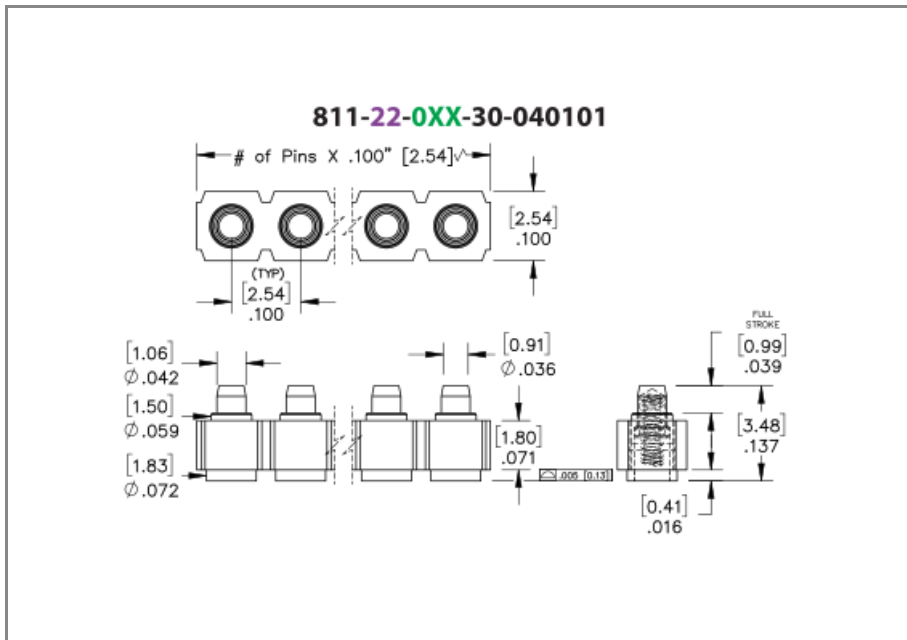 811-22-0XX-30-040101
# of Pins X .100" [2.54]
[2.54]
.100
(TYP)
[2.54]
.100
[1.06]
Ø.042
[1.50]
Ø.059
[1.83]
Ø.072
[0.91]
Ø.036
[1.80]
.071
.005 [0.13]
FULL
STROKE
[0.99]
.039
[3.48]
.137
[0.41]
.016